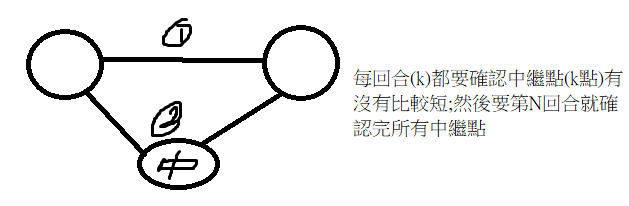 ①
②
中
每回合(k)都要確認中繼點(k點)有
沒有比較短;然後要第N回合就確
認完所有中繼點